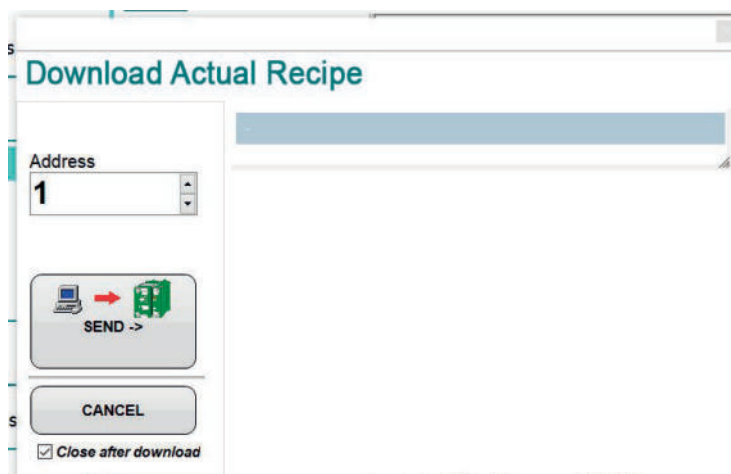 Download Actual Recipe
Address
1
SEND ->
CANCEL
Close after download